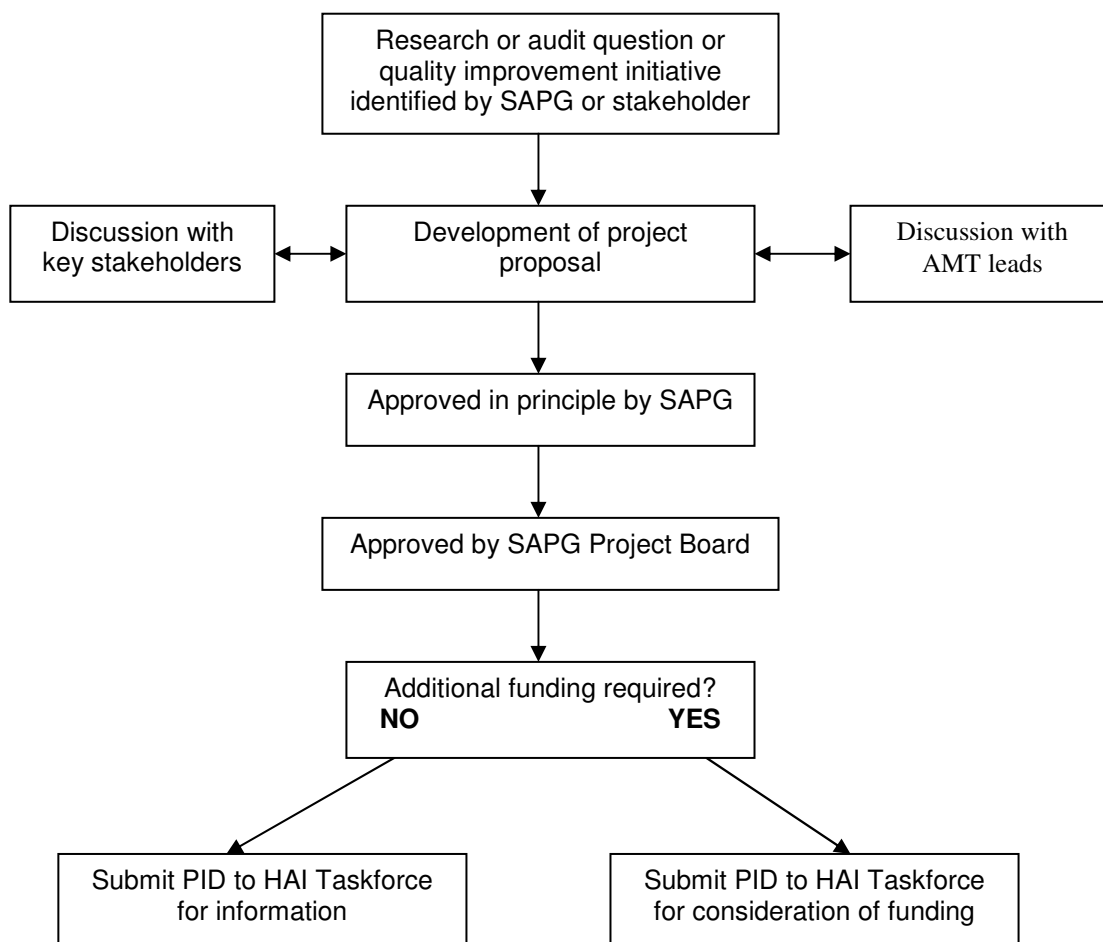 Research or audit question or
quality improvement initiative
identified by SAPG or stakeholder
Discussion with
key stakeholders
Development of project
proposal
Discussion with
AMT leads
Approved in principle by SAPG
Approved by SAPG Project Board
Additional funding required?
NO YES
Submit PID to HAI Taskforce
for information
Submit PID to HAI Taskforce
for consideration of funding